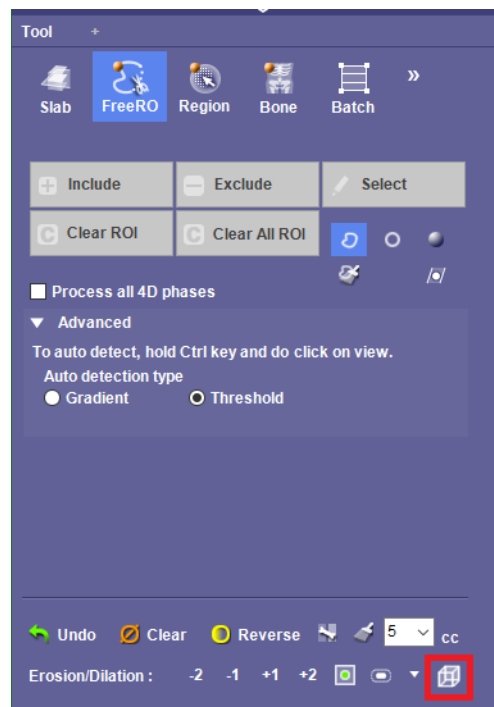 Tool +
Slab FreeRO Region Bone Batch »
Include Exclude Select
C Clear ROI C Clear All ROI
Process all 4D phases
Advanced
To auto detect, hold Ctrl key and do click on view.
Auto detection type
Gradient Threshold
Undo Clear Reverse 5 cc
Erosion/Dilation : -2 -1 +1 +2